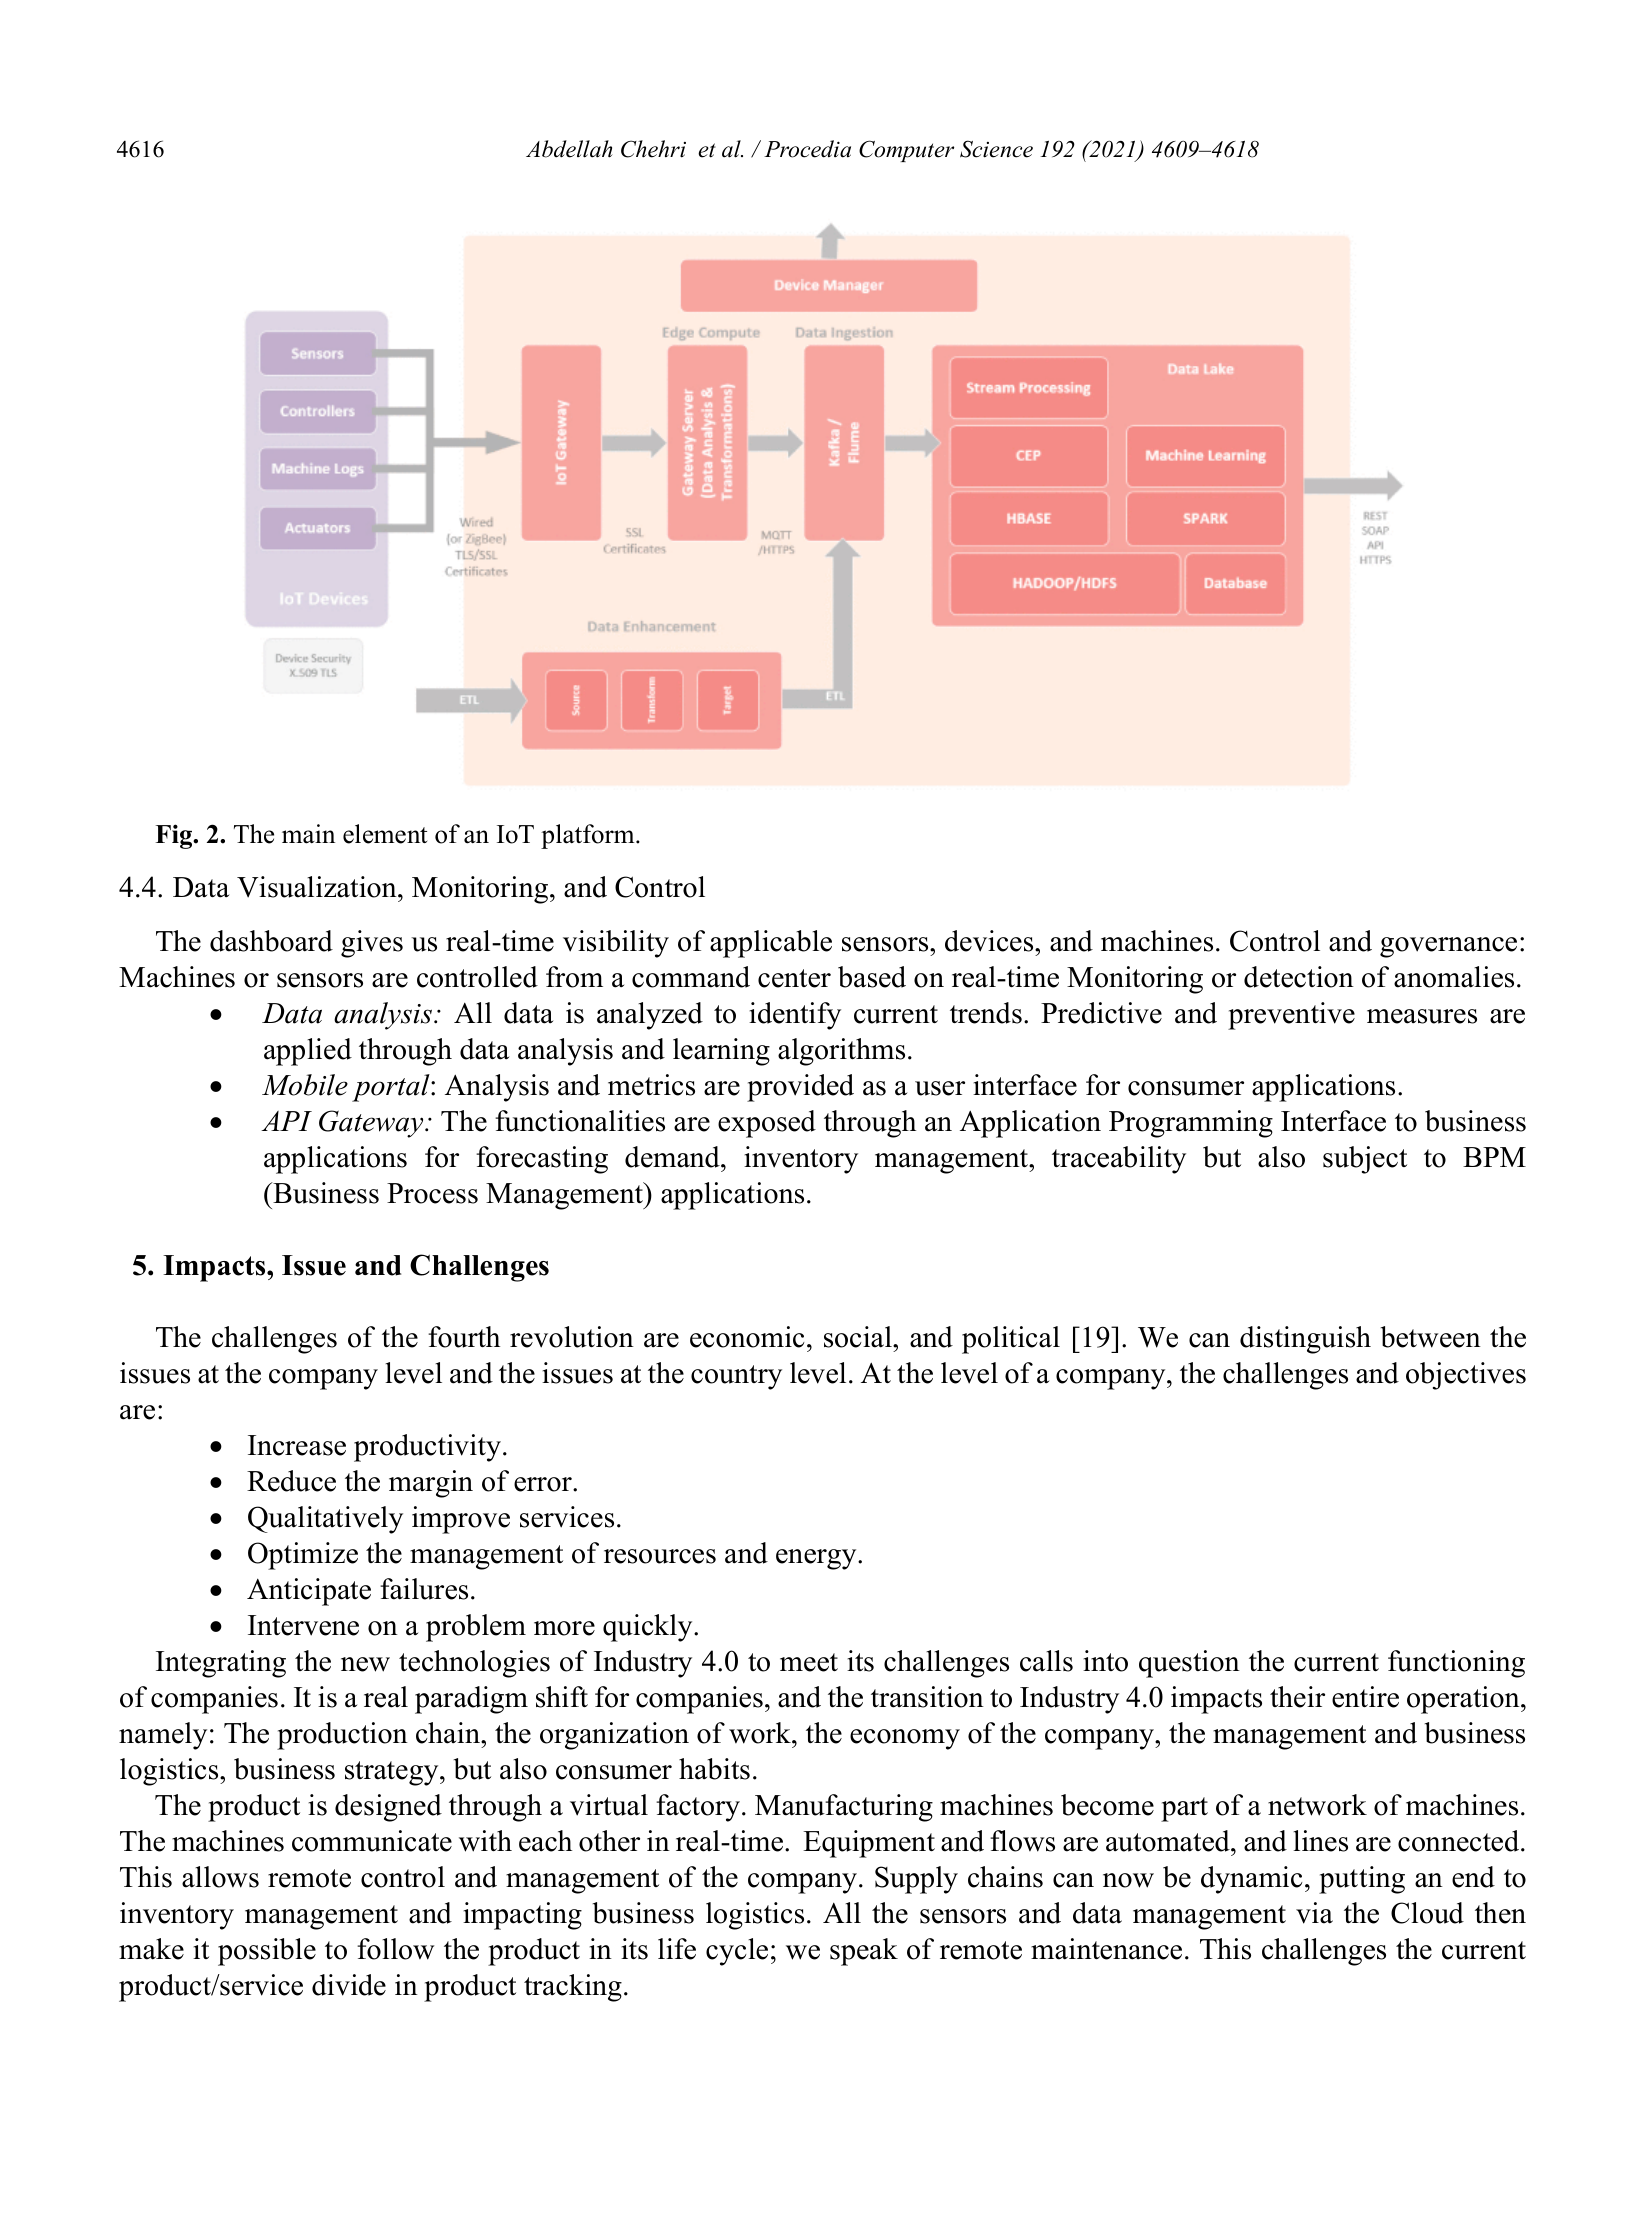 4616
Abdellah Chehri et al. / Procedia Computer Science 192 (2021) 4609–4618
Device Manager
Edge Compute
Data Ingestion
Sensors
Controllers
Machine Logs
Actuators
IoT Devices
Device Security
X.509 TLS
Wired
(or ZigBee)
TLS/SSL
Certificates
IoT Gateway
SSL
Certificates
Gateway Server
(Data Analysis &
Transformations)
MQTT
/HTTPS
Kafka /
Flume
Data Lake
Stream Processing
CEP
Machine Learning
HBASE
SPARK
HADOOP/HDFS
Database
REST
SOAP
API
HTTPS
Data Enhancement
ETL
Source
Transform
Target
ETL
Fig. 2. The main element of an IoT platform.
4.4. Data Visualization, Monitoring, and Control
The dashboard gives us real-time visibility of applicable sensors, devices, and machines. Control and governance:
Machines or sensors are controlled from a command center based on real-time Monitoring or detection of anomalies.
• Data analysis: All data is analyzed to identify current trends. Predictive and preventive measures are
applied through data analysis and learning algorithms.
• Mobile portal: Analysis and metrics are provided as a user interface for consumer applications.
• API Gateway: The functionalities are exposed through an Application Programming Interface to business
applications for forecasting demand, inventory management, traceability but also subject to BPM
(Business Process Management) applications.
5. Impacts, Issue and Challenges
The challenges of the fourth revolution are economic, social, and political [19]. We can distinguish between the
issues at the company level and the issues at the country level. At the level of a company, the challenges and objectives
are:
• Increase productivity.
• Reduce the margin of error.
• Qualitatively improve services.
• Optimize the management of resources and energy.
• Anticipate failures.
• Intervene on a problem more quickly.
Integrating the new technologies of Industry 4.0 to meet its challenges calls into question the current functioning
of companies. It is a real paradigm shift for companies, and the transition to Industry 4.0 impacts their entire operation,
namely: The production chain, the organization of work, the economy of the company, the management and business
logistics, business strategy, but also consumer habits.
The product is designed through a virtual factory. Manufacturing machines become part of a network of machines.
The machines communicate with each other in real-time. Equipment and flows are automated, and lines are connected.
This allows remote control and management of the company. Supply chains can now be dynamic, putting an end to
inventory management and impacting business logistics. All the sensors and data management via the Cloud then
make it possible to follow the product in its life cycle; we speak of remote maintenance. This challenges the current
product/service divide in product tracking.